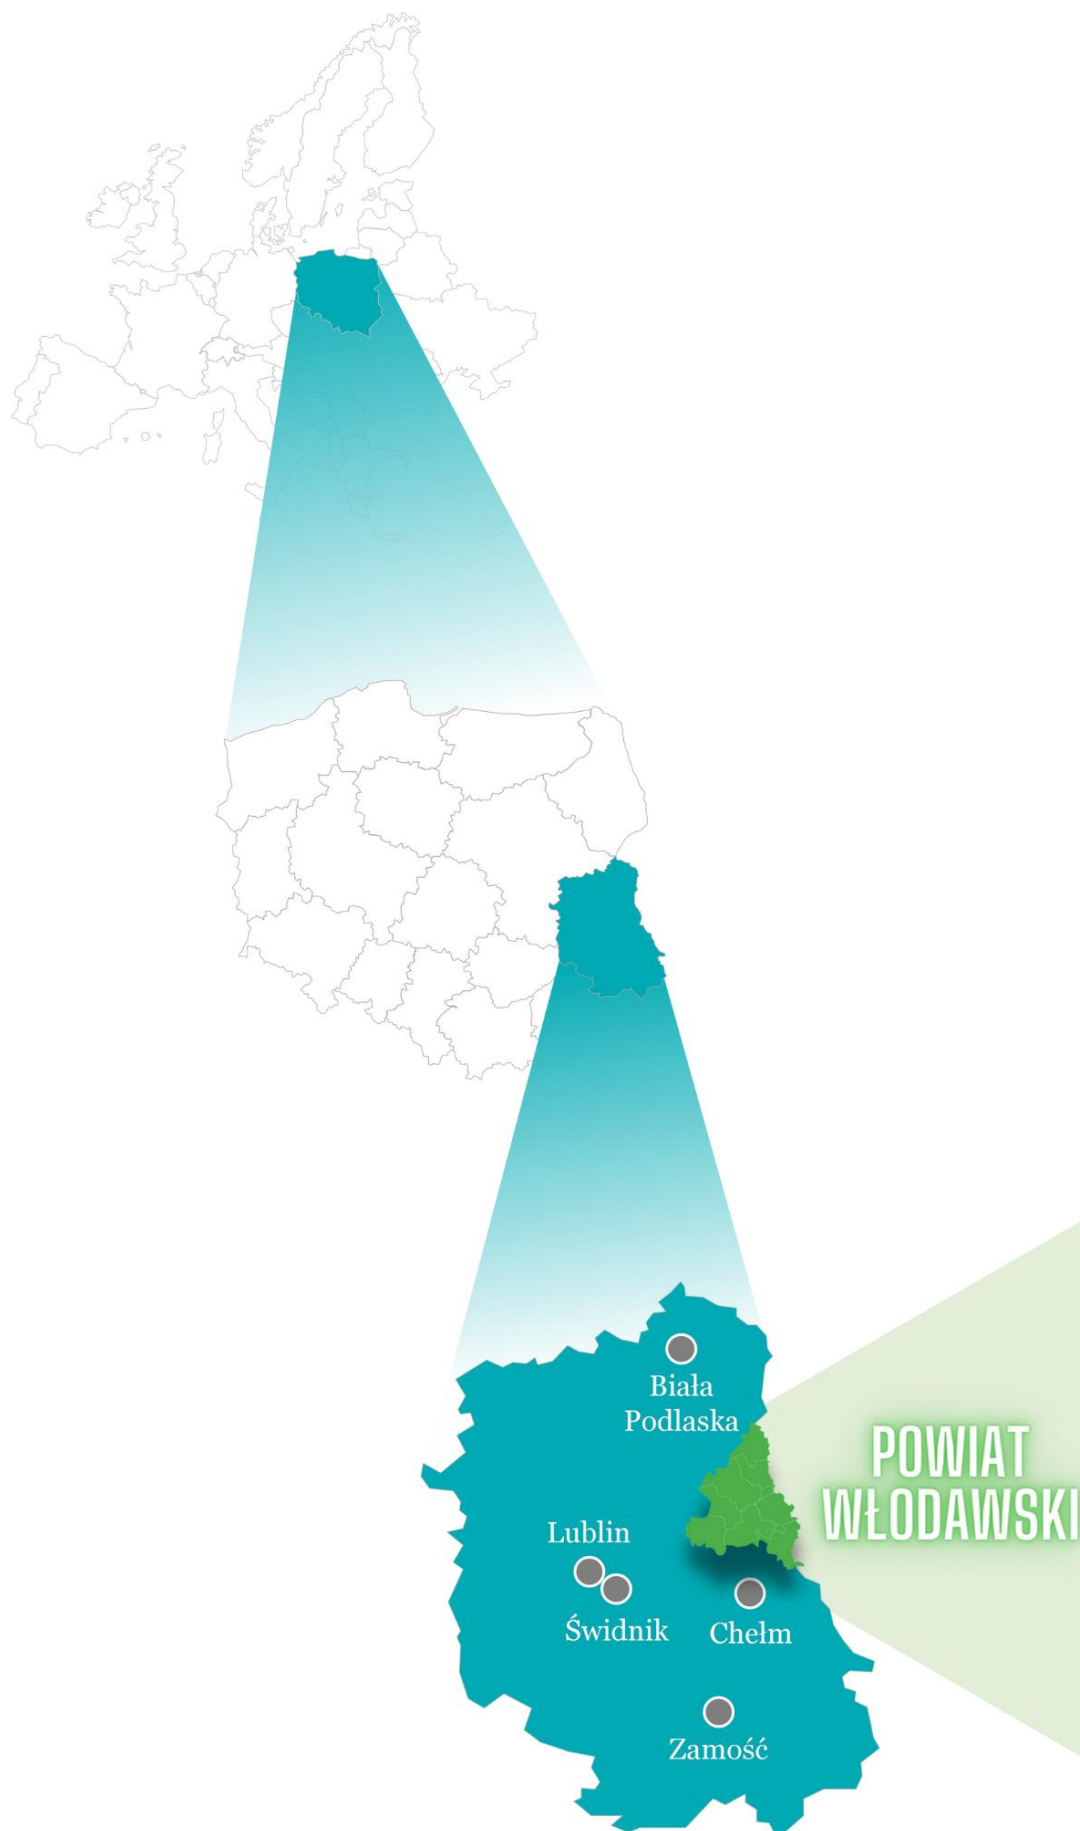 Biała
Podlaska
POWIAT
WŁODAWSKI
Lublin
Świdnik
Chełm
Zamość